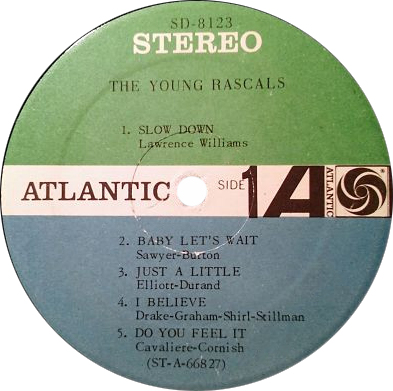 SD-8123
STEREO
THE YOUNG RASCALS
1. SLOW DOWN
Lawrence Williams
ATLANTIC SIDE 1 A ATLANTIC
2. BABY LET'S WAIT
Sawyer-Burton
3. JUST A LITTLE
Elliott-Durand
4. I BELIEVE
Drake-Graham-Shirl-Stillman
5. DO YOU FEEL IT
Cavaliere-Cornish
(ST-A-66827)